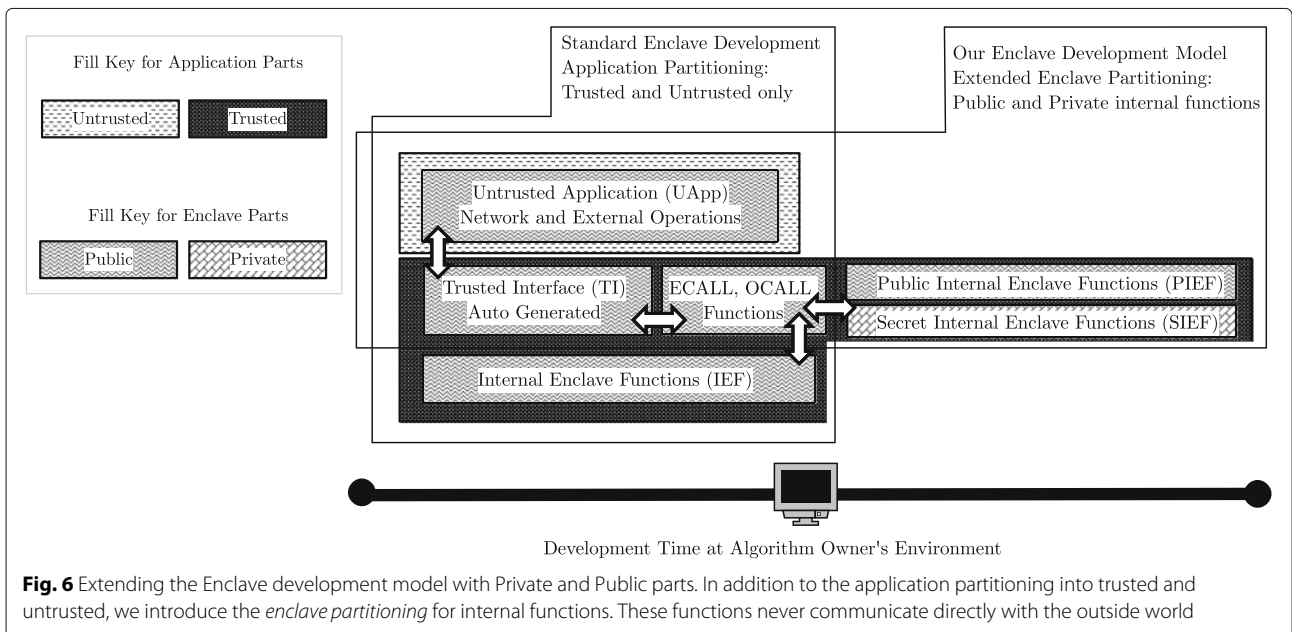 Fill Key for Application Parts
Untrusted
Trusted
Fill Key for Enclave Parts
Public
Private
Standard Enclave Development
Application Partitioning:
Trusted and Untrusted only
Our Enclave Development Model
Extended Enclave Partitioning:
Public and Private internal functions
Untrusted Application (UApp)
Network and External Operations
Trusted Interface (TI)
Auto Generated
ECALL, OCALL
Functions
Public Internal Enclave Functions (PIEF)
Secret Internal Enclave Functions (SIEF)
Internal Enclave Functions (IEF)
Development Time at Algorithm Owner's Environment
Fig. 6 Extending the Enclave development model with Private and Public parts. In addition to the application partitioning into trusted and
untrusted, we introduce the enclave partitioning for internal functions. These functions never communicate directly with the outside world